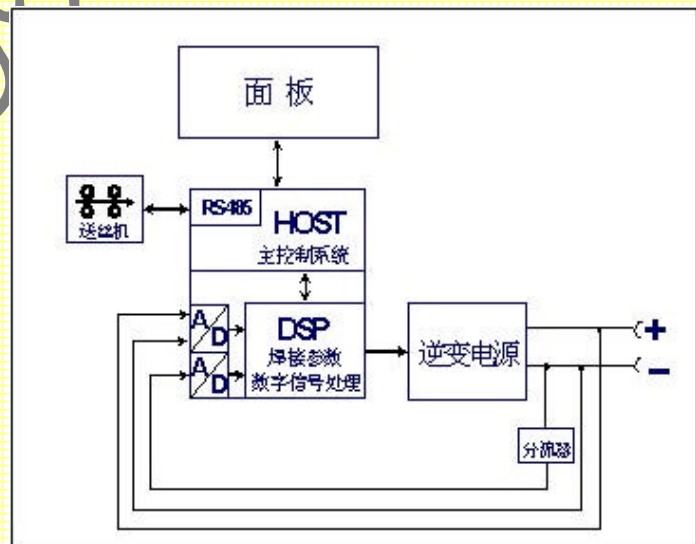 面板
RS485
HOST
主控制系统
送丝机
A/D
DSP
焊接参数
数字信号处理
A/D
逆变电源
+
−
分流器